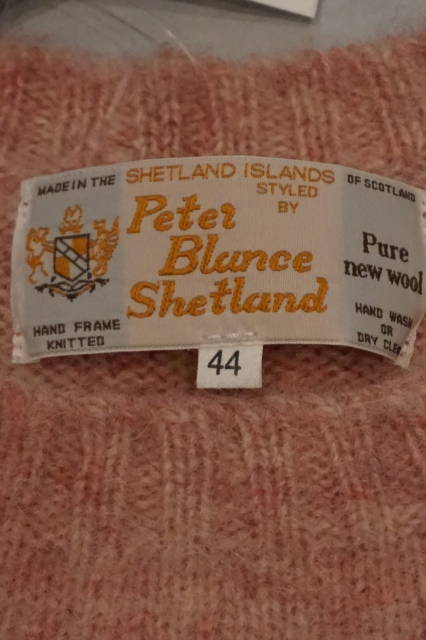 MADE IN THE SHETLAND ISLANDS OF SCOTLAND
STYLED
BY
Peter
Blance
Shetland
HAND FRAME
KNITTED
Pure
new wool
HAND WASH
OR
DRY CLEAN
44